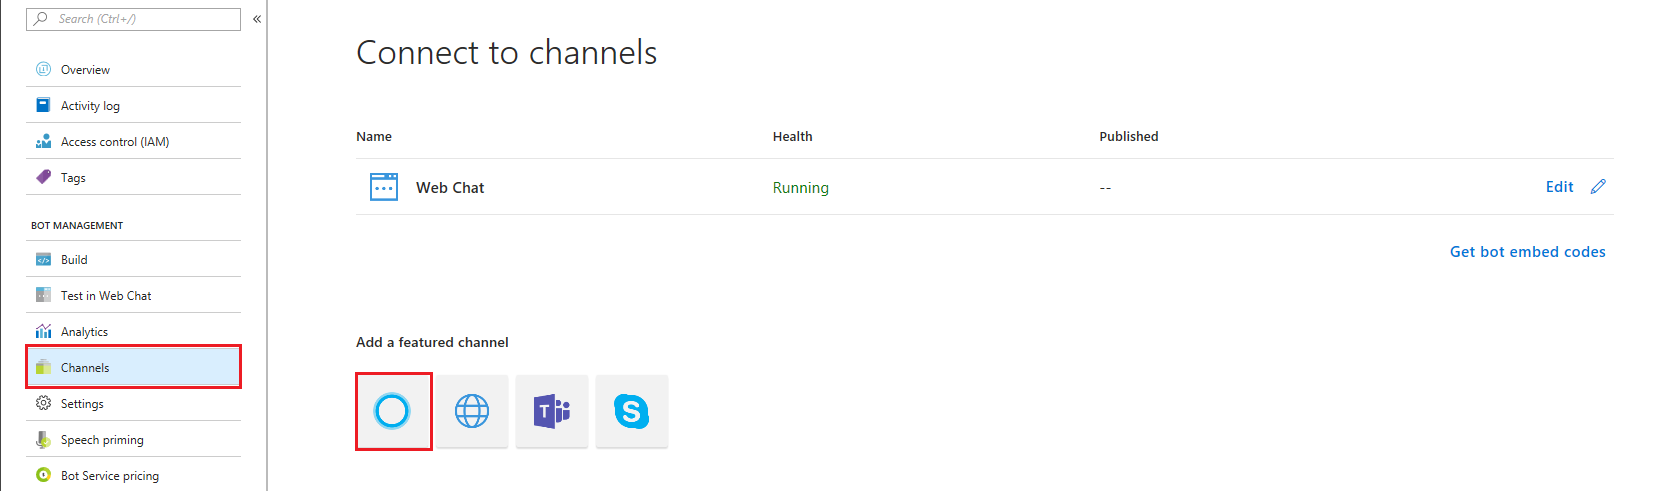 Search (Ctrl+/)
«
Overview
Activity log
Access control (IAM)
Tags
BOT MANAGEMENT
Build
Test in Web Chat
Analytics
Channels
Settings
Speech priming
Bot Service pricing
Connect to channels
Name Health Published
Web Chat Running -- Edit
Get bot embed codes
Add a featured channel
T S